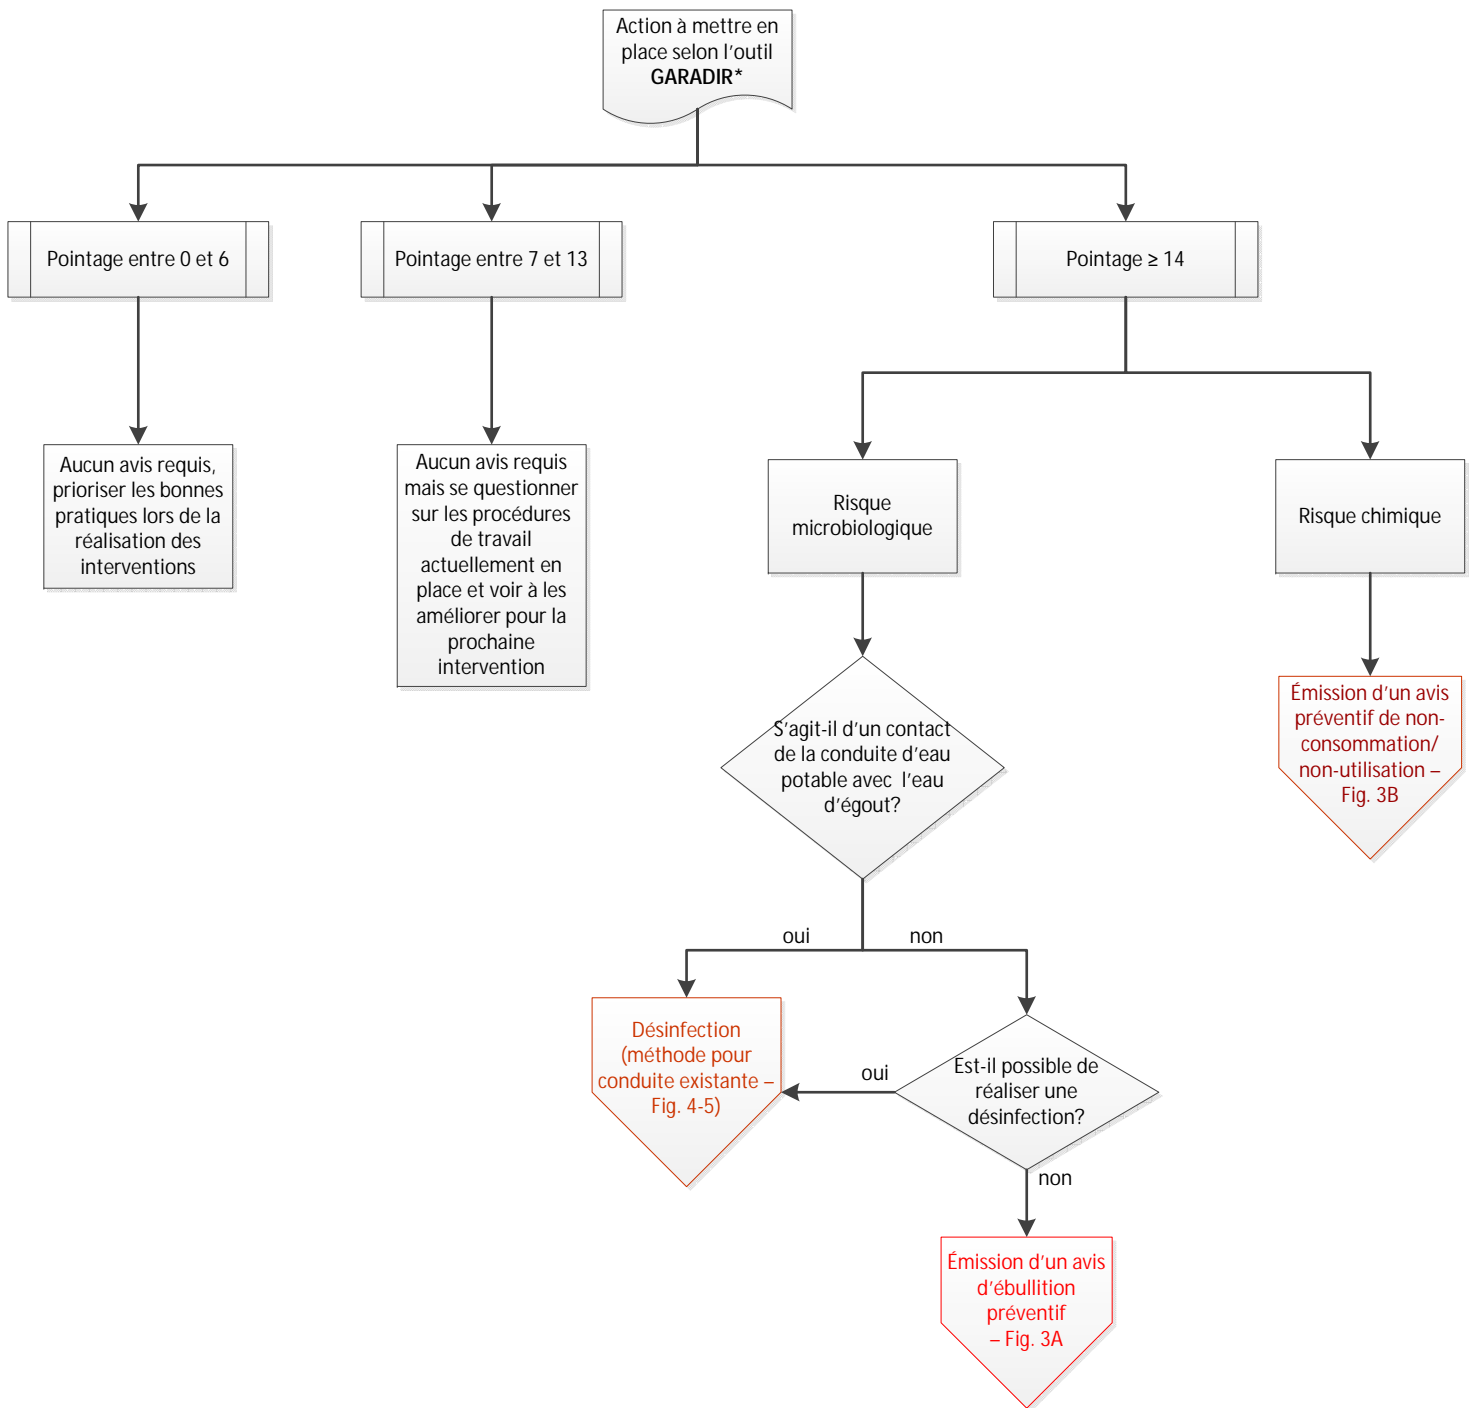 Action à mettre en
place selon l'outil
GARADIR*
Pointage entre 0 et 6
Pointage entre 7 et 13
Pointage ≥ 14
Aucun avis requis,
prioriser les bonnes
pratiques lors de la
réalisation des
interventions
Aucun avis requis
mais se questionner
sur les procédures
de travail
actuellement en
place et voir à les
améliorer pour la
prochaine
intervention
Risque
microbiologique
Risque chimique
S'agit-il d'un contact
de la conduite d'eau
potable avec l'eau
d'égout?
Émission d'un avis
préventif de non-
consommation/
non-utilisation –
Fig. 3B
oui
non
Désinfection
(méthode pour
conduite existante –
Fig. 4-5)
oui
Est-il possible de
réaliser une
désinfection?
non
Émission d'un avis
d'ébullition
préventif
– Fig. 3A